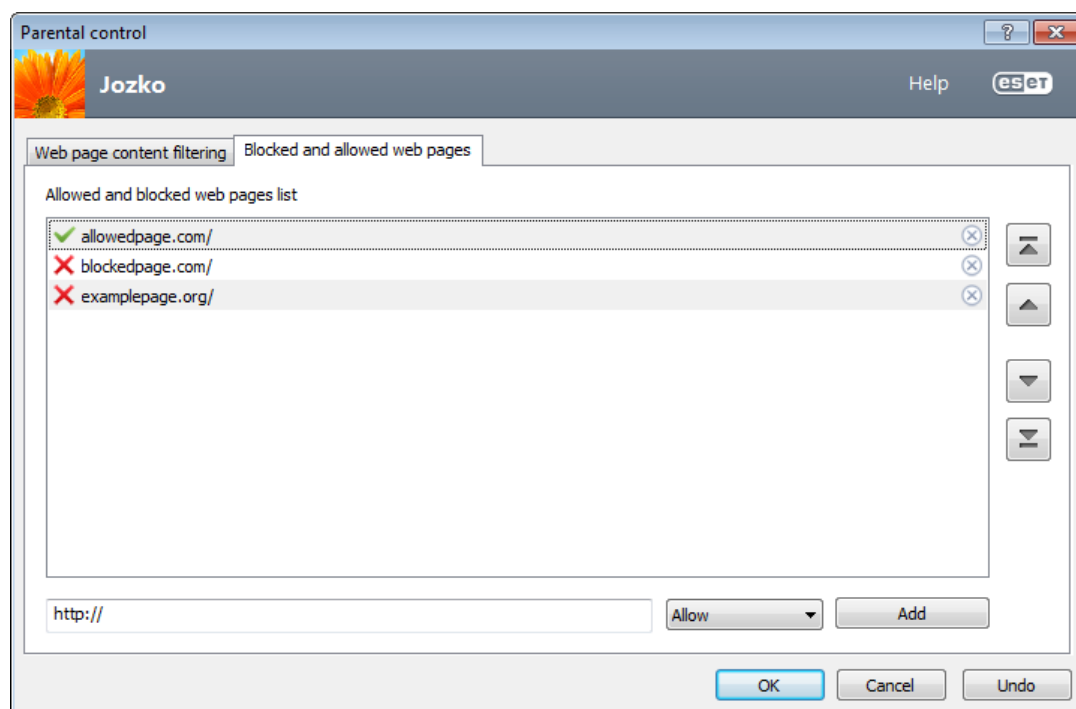 Parental control
?
Jozko
Help
eset
Web page content filtering
Blocked and allowed web pages
Allowed and blocked web pages list
allowedpage.com/
blockedpage.com/
examplepage.org/
http://
Allow
Add
OK
Cancel
Undo